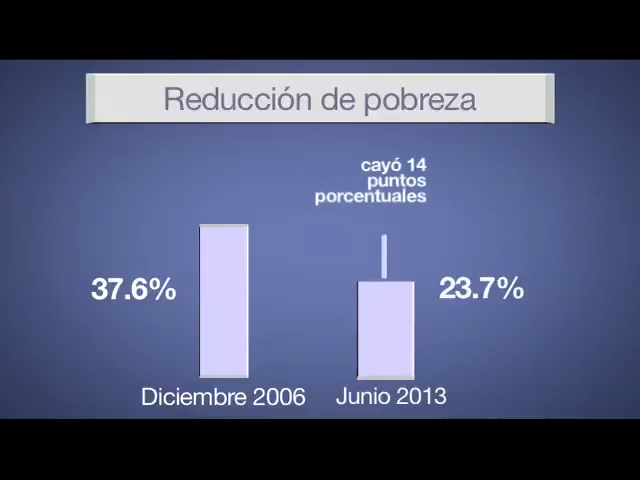 Reducción de pobreza
cayó 14
puntos
porcentuales
37.6%
23.7%
Diciembre 2006
Junio 2013